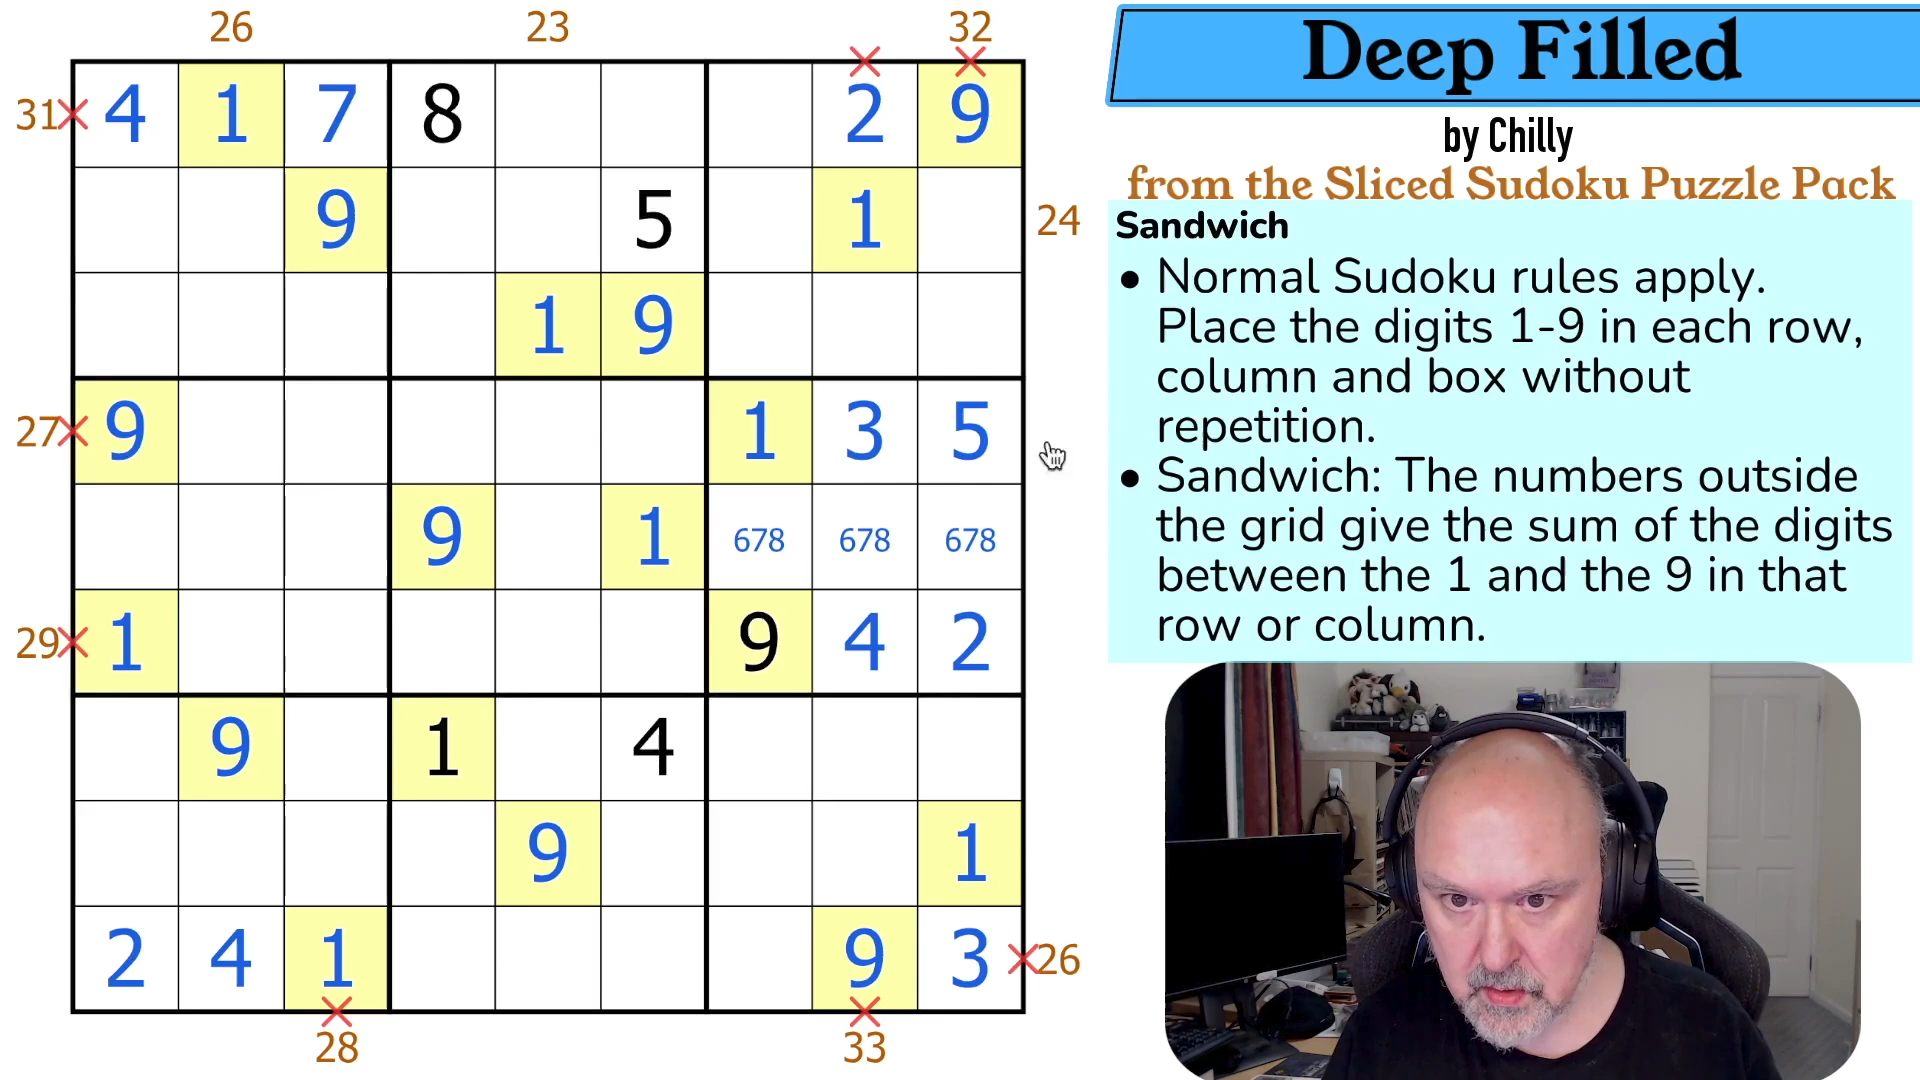 26 23 32
Deep Filled
by Chilly
from the Sliced Sudoku Puzzle Pack
Sandwich
• Normal Sudoku rules apply.
Place the digits 1-9 in each row,
column and box without
repetition.
• Sandwich: The numbers outside
the grid give the sum of the digits
between the 1 and the 9 in that
row or column.
31 4 1 7 8 2 9
9 5 1 24
1 9
27 9 1 3 5
9 1 678 678 678
29 1 9 4 2
9 1 4
9 1
2 4 1 9 3 26
28 33